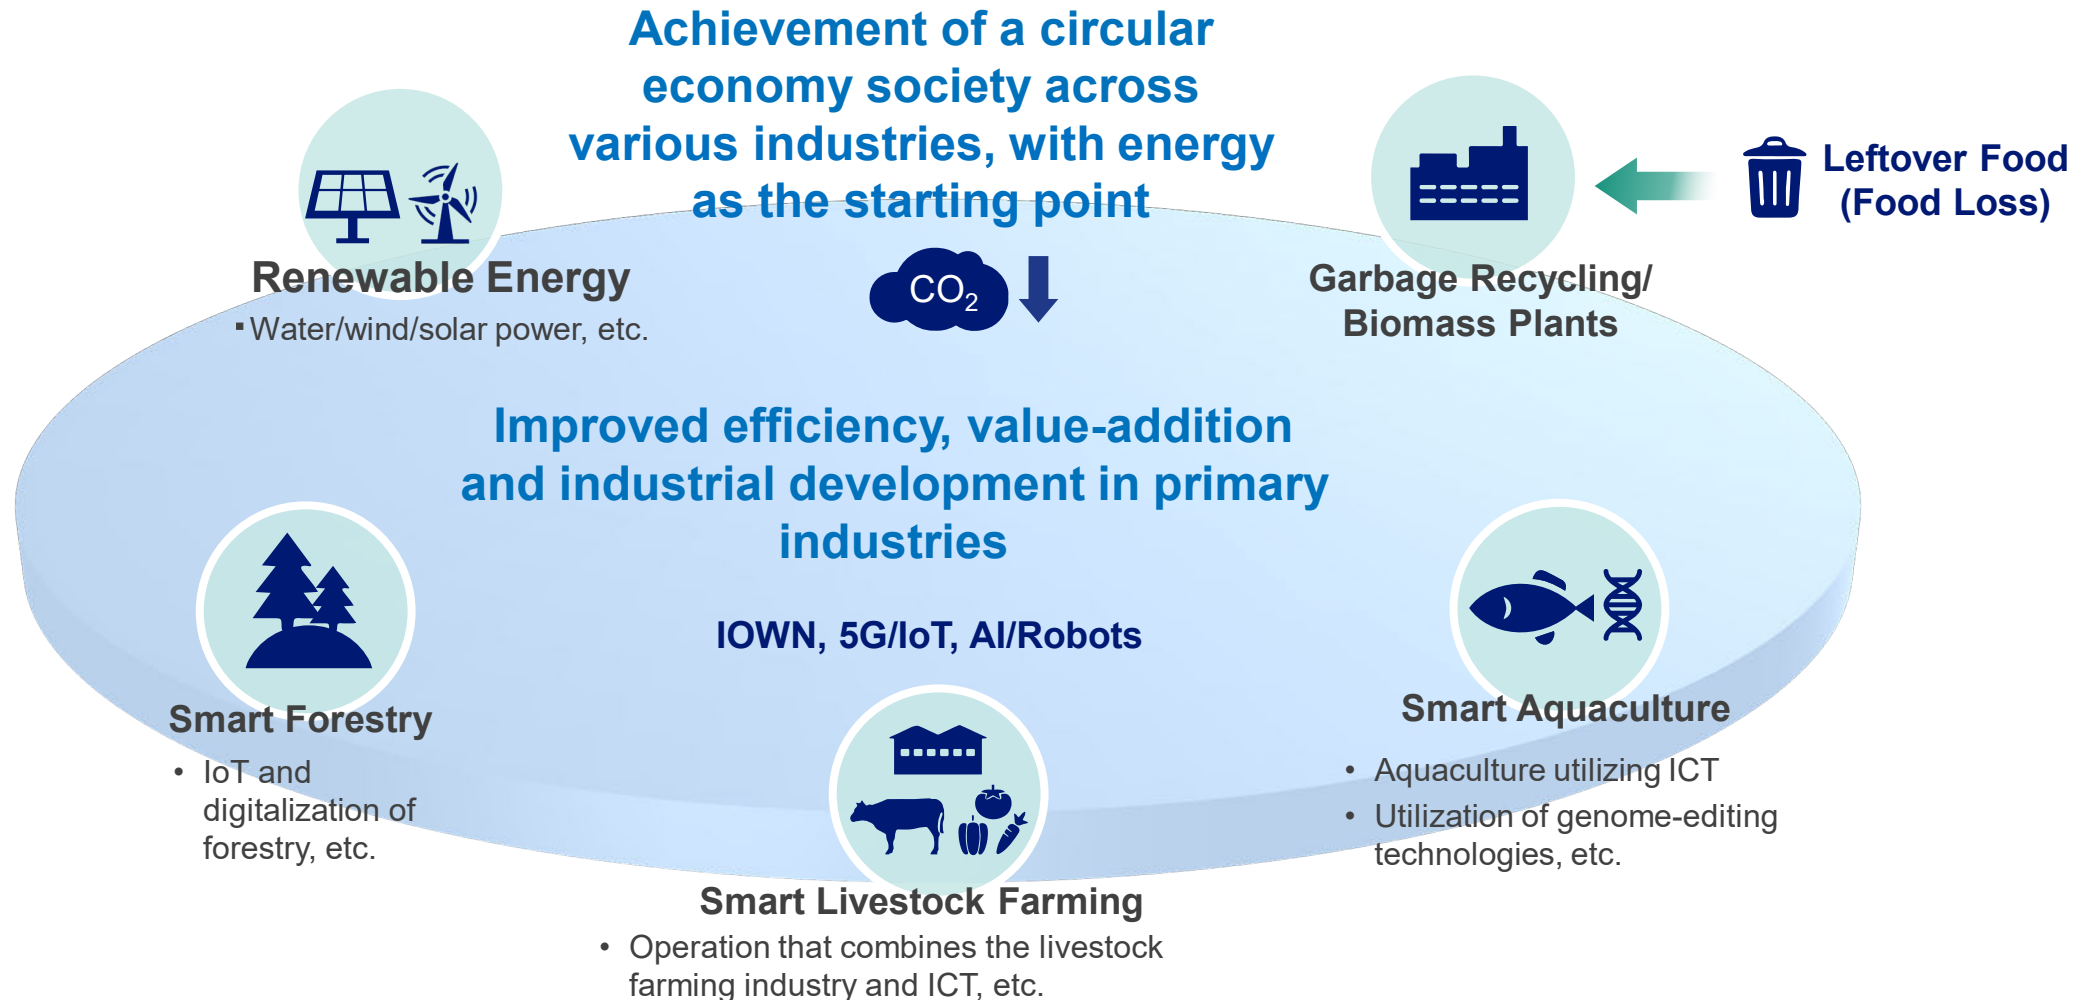 Achievement of a circular
economy society across
various industries, with energy
as the starting point
Leftover Food
(Food Loss)
Renewable Energy
▪Water/wind/solar power, etc.
CO₂
Garbage Recycling/
Biomass Plants
Improved efficiency, value-addition
and industrial development in primary
industries
IOWN, 5G/IoT, AI/Robots
Smart Forestry
• IoT and
digitalization of
forestry, etc.
Smart Aquaculture
• Aquaculture utilizing ICT
• Utilization of genome-editing
technologies, etc.
Smart Livestock Farming
• Operation that combines the livestock
farming industry and ICT, etc.